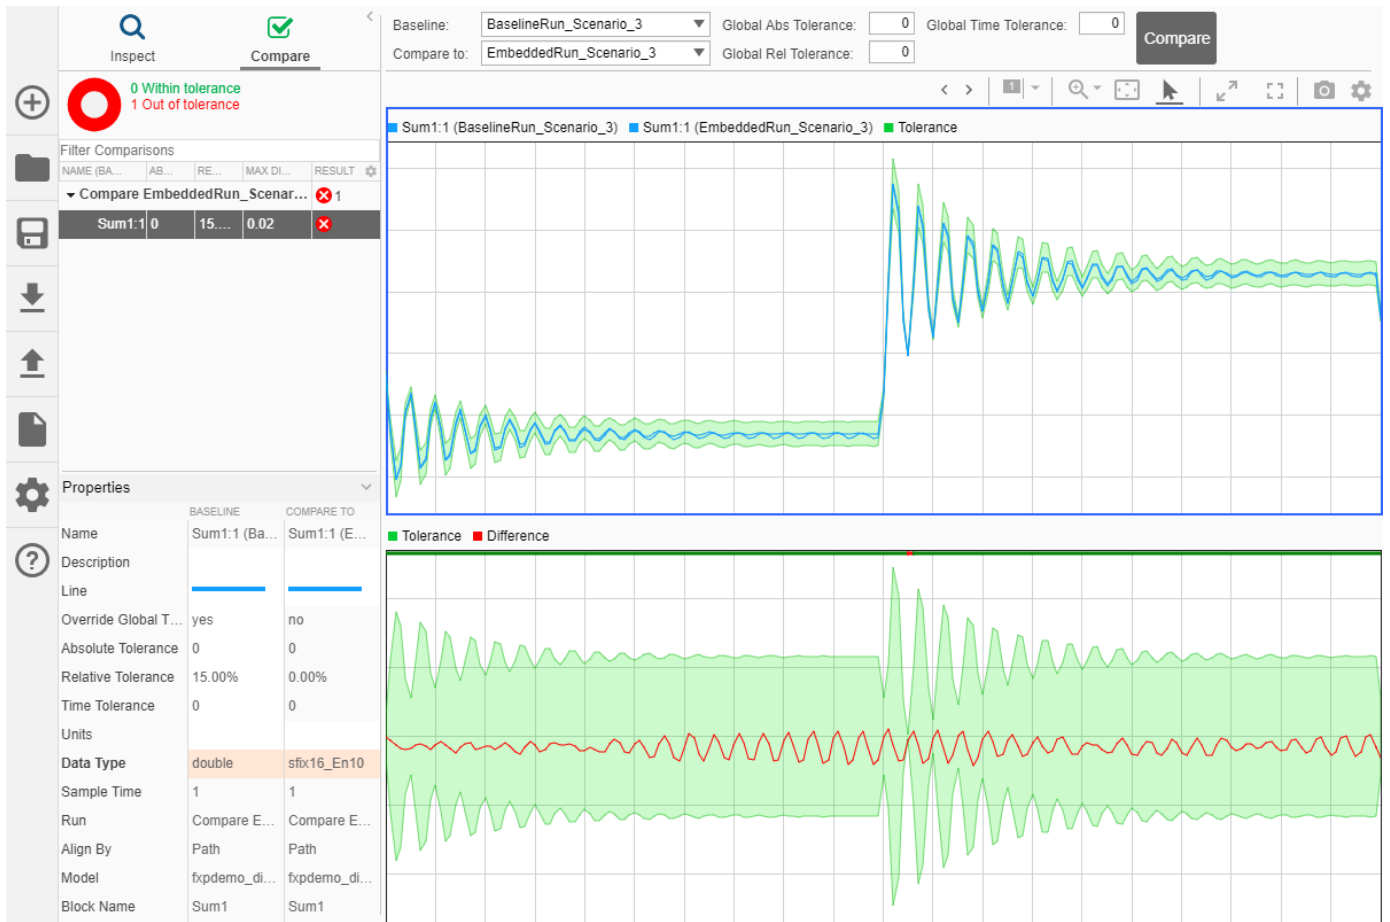 Inspect
Compare
Baseline:
BaselineRun_Scenario_3
Global Abs Tolerance:
0
Global Time Tolerance:
0
Compare
Compare to:
EmbeddedRun_Scenario_3
Global Rel Tolerance:
0
0 Within tolerance
1 Out of tolerance
1
Filter Comparisons
NAME (BA... AB... RE... MAX DI... RESULT
Compare EmbeddedRun_Scenar... 1
Sum1:1 0 15.... 0.02
Sum1:1 (BaselineRun_Scenario_3) Sum1:1 (EmbeddedRun_Scenario_3) Tolerance
Tolerance Difference
Properties
BASELINE COMPARE TO
Name Sum1:1 (Ba... Sum1:1 (E...
Description
Line
Override Global T... yes no
Absolute Tolerance 0 0
Relative Tolerance 15.00% 0.00%
Time Tolerance 0 0
Units
Data Type double sfix16_En10
Sample Time 1 1
Run Compare E... Compare E...
Align By Path Path
Model fxpdemo_di... fxpdemo_di...
Block Name Sum1 Sum1